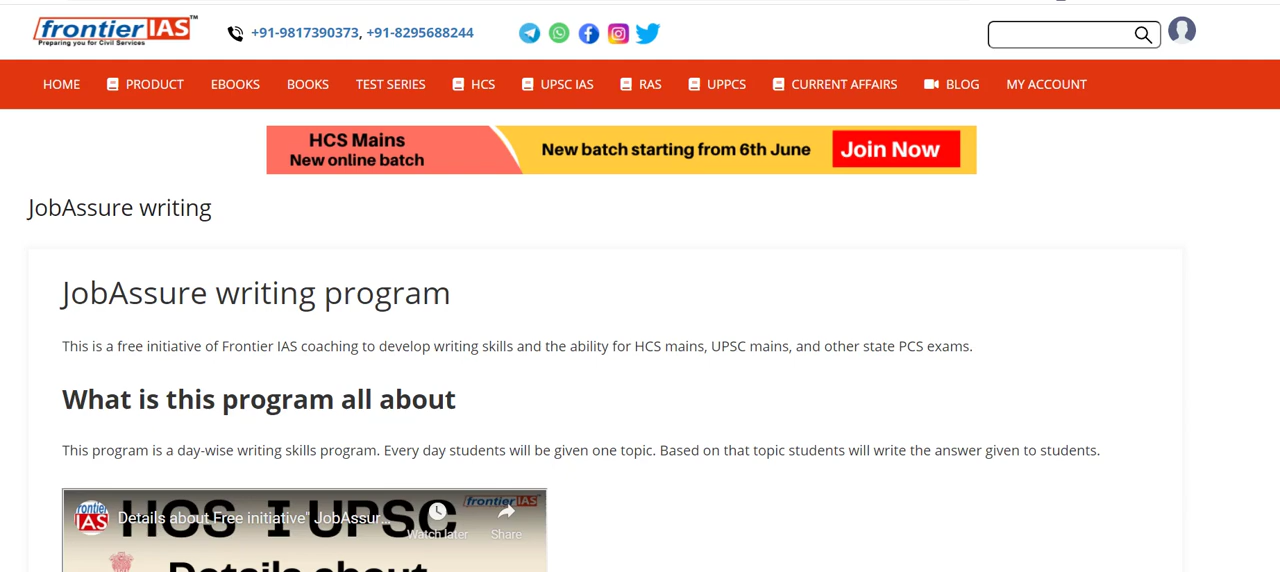 frontier IAS™
Preparing you for Civil Services
+91-9817390373, +91-8295688244
HOME PRODUCT EBOOKS BOOKS TEST SERIES HCS UPSC IAS RAS UPPCS CURRENT AFFAIRS BLOG MY ACCOUNT
HCS Mains
New online batch
New batch starting from 6th June
Join Now
JobAssure writing
JobAssure writing program
This is a free initiative of Frontier IAS coaching to develop writing skills and the ability for HCS mains, UPSC mains, and other state PCS exams.
What is this program all about
This program is a day-wise writing skills program. Every day students will be given one topic. Based on that topic students will write the answer given to students.
frontier IAS
HCS I UPSC
frontier IAS
Details about Free initiative" JobAssur...
Watch later
Share
Details about